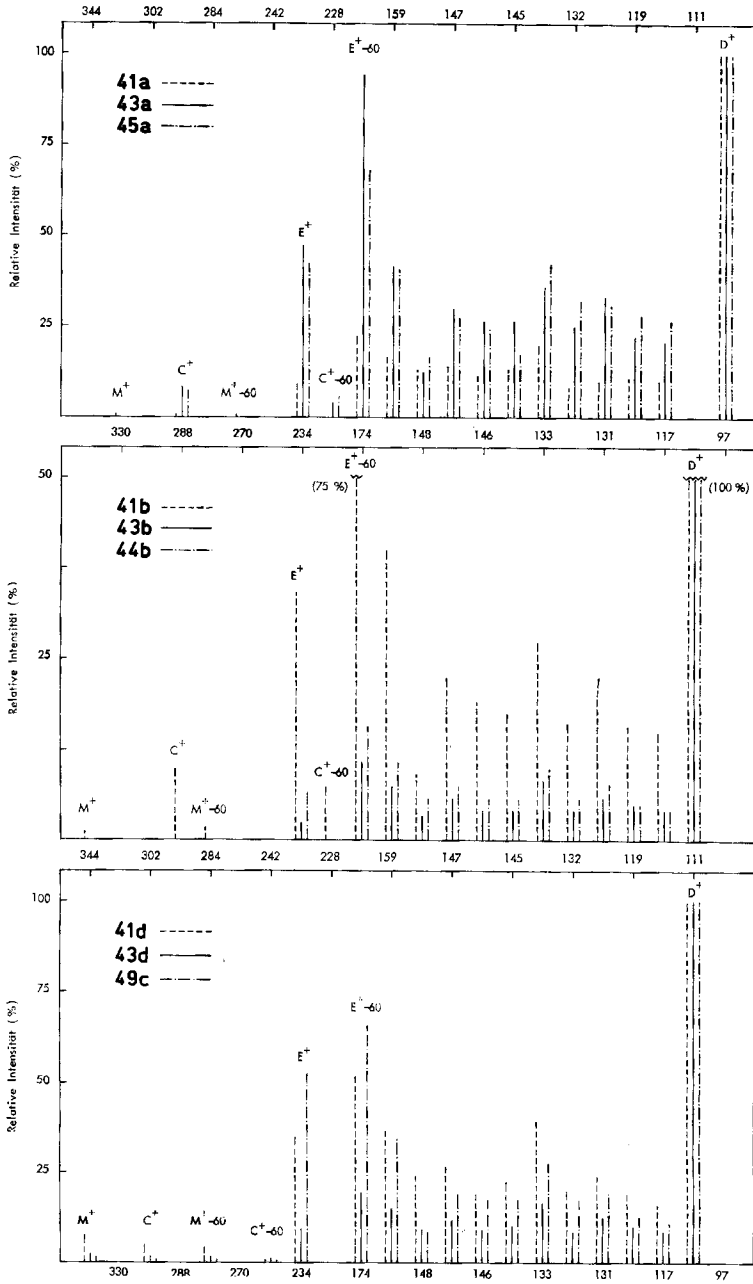 344 302 284 228 159 147 145 132 119 111
100
75
50
25
Relative Intensität (%)
41a
43a
45a
M⁺
C⁺
M⁺-60
E⁺
C⁺-60
E⁺-60
D⁺
330 288 270 234 174 148 146 133 131 117 97
50
25
Relative Intensität (%)
41b
43b
44b
M⁺
C⁺
M⁺-60
E⁺
C⁺-60
E⁺-60
(75 %)
D⁺
(100 %)
344 302 284 242 228 159 147 145 132 119 111
100
75
50
25
Relative Intensität (%)
41d
43d
49c
M⁺
C⁺
M⁺-60
C⁺-60
E⁺
E⁺-60
D⁺
330 288 270 234 174 148 146 133 131 117 97